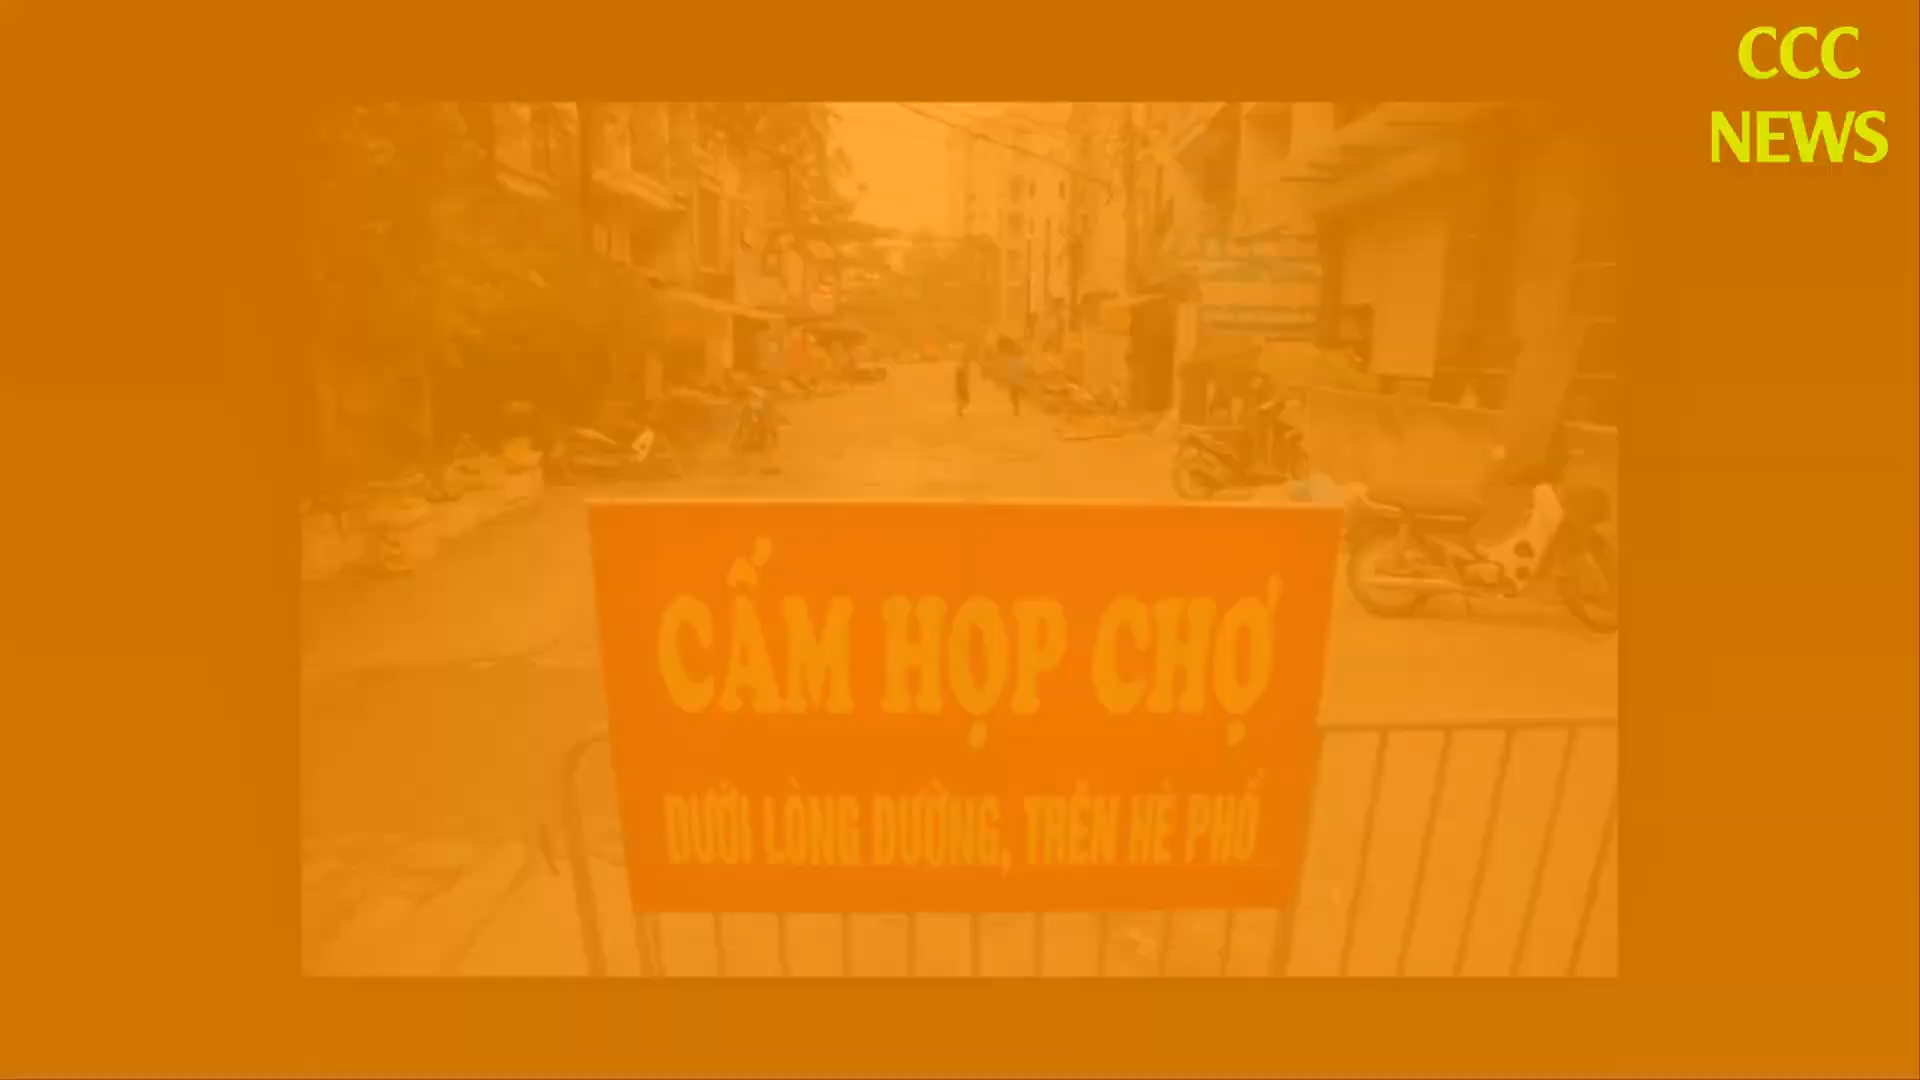 CCC
NEWS
CẤM HỌP CHỢ
DƯỚI LÒNG ĐƯỜNG, TRÊN HÈ PHỐ